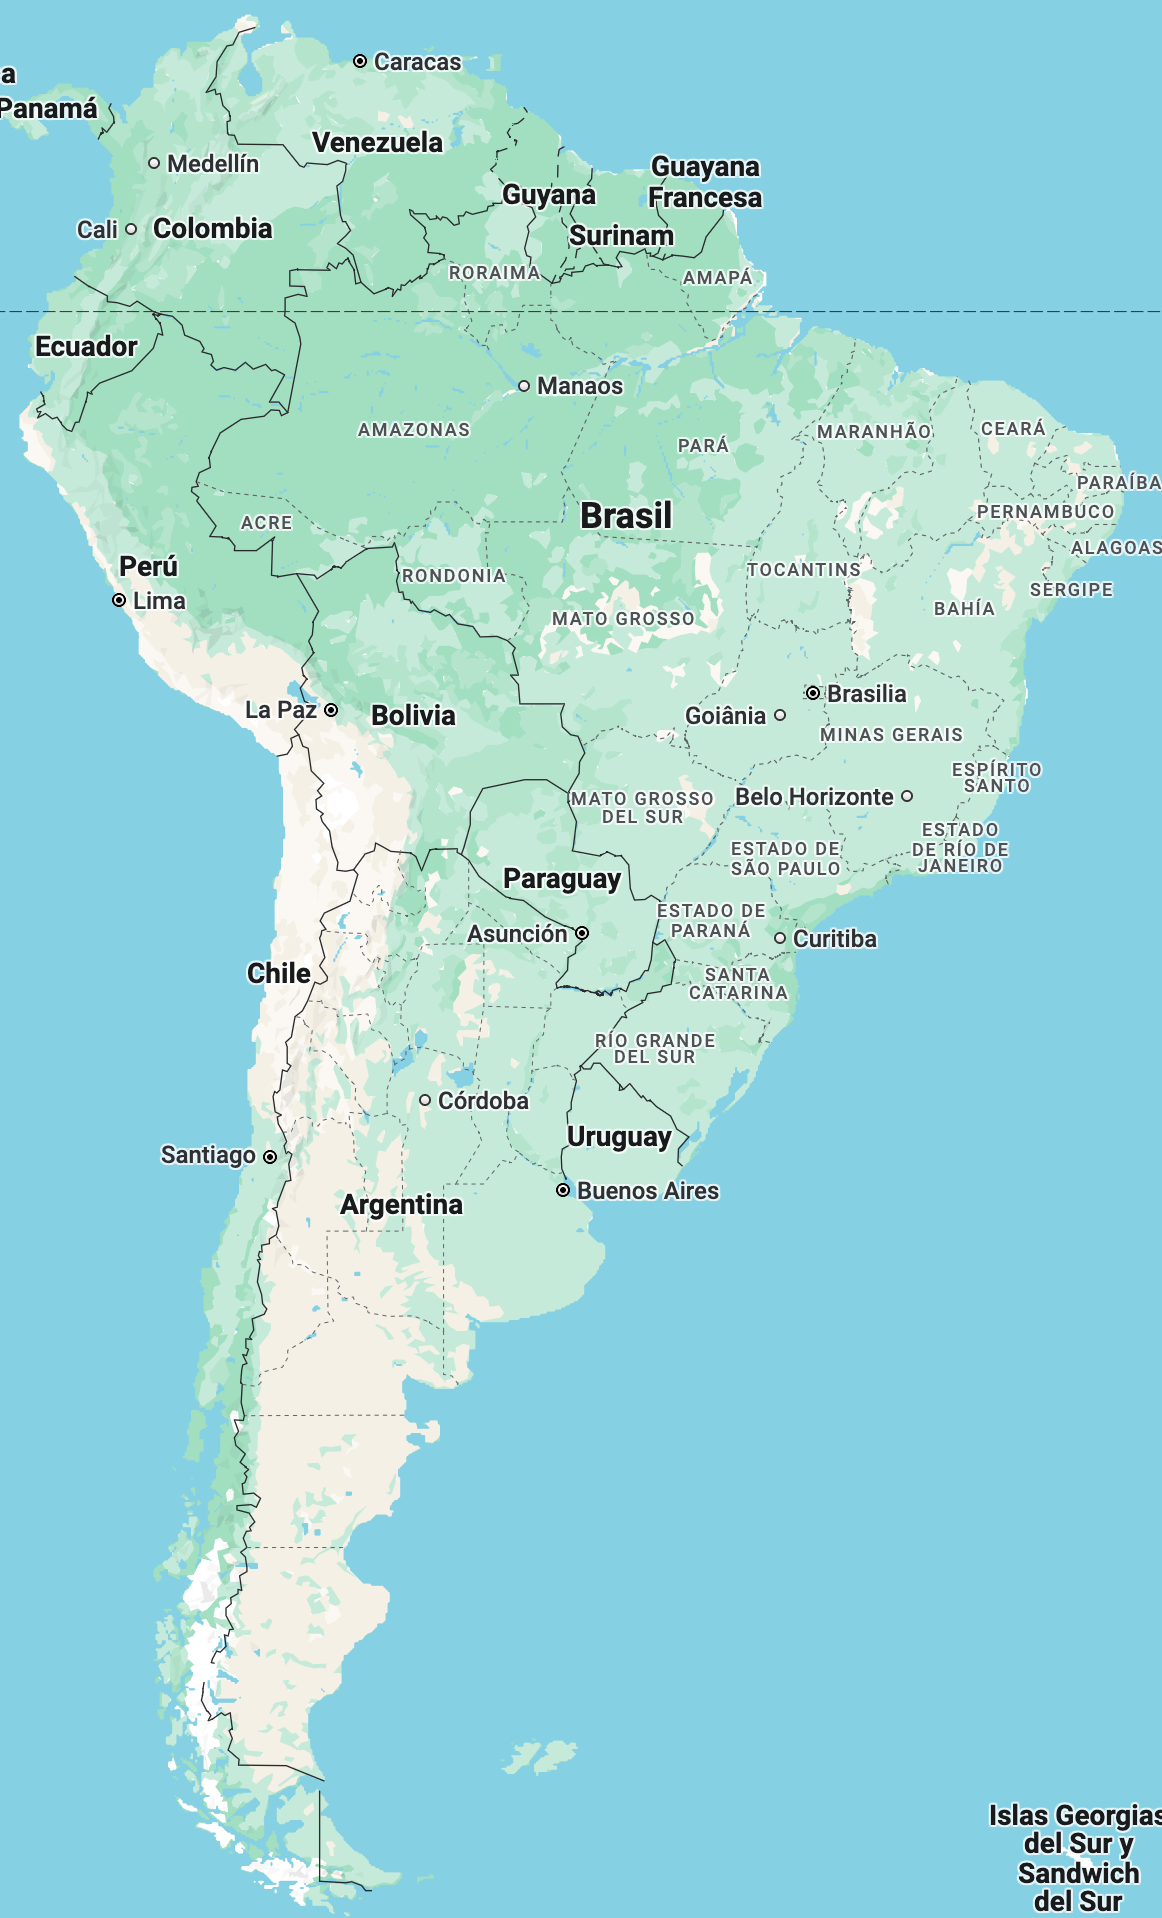 a
Panamá
Caracas
Venezuela
Medellín
Guayana
Francesa
Guyana
Cali
Colombia
Surinam
RORAIMA
AMAPÁ
Ecuador
Manaos
AMAZONAS
PARÁ
MARANHÃO
CEARÁ
PARAÍBA
PERNAMBUCO
Brasil
ACRE
ALAGOAS
Perú
RONDONIA
TOCANTINS
SERGIPE
Lima
MATO GROSSO
BAHÍA
Brasilia
La Paz
Bolivia
Goiânia
MINAS GERAIS
ESPÍRITO
SANTO
MATO GROSSO
DEL SUR
Belo Horizonte
ESTADO
DE RÍO DE
JANEIRO
ESTADO DE
SÃO PAULO
Paraguay
ESTADO DE
PARANÁ
Asunción
Curitiba
Chile
SANTA
CATARINA
RÍO GRANDE
DEL SUR
Córdoba
Uruguay
Santiago
Buenos Aires
Argentina
Islas Georgias
del Sur y
Sandwich
del Sur